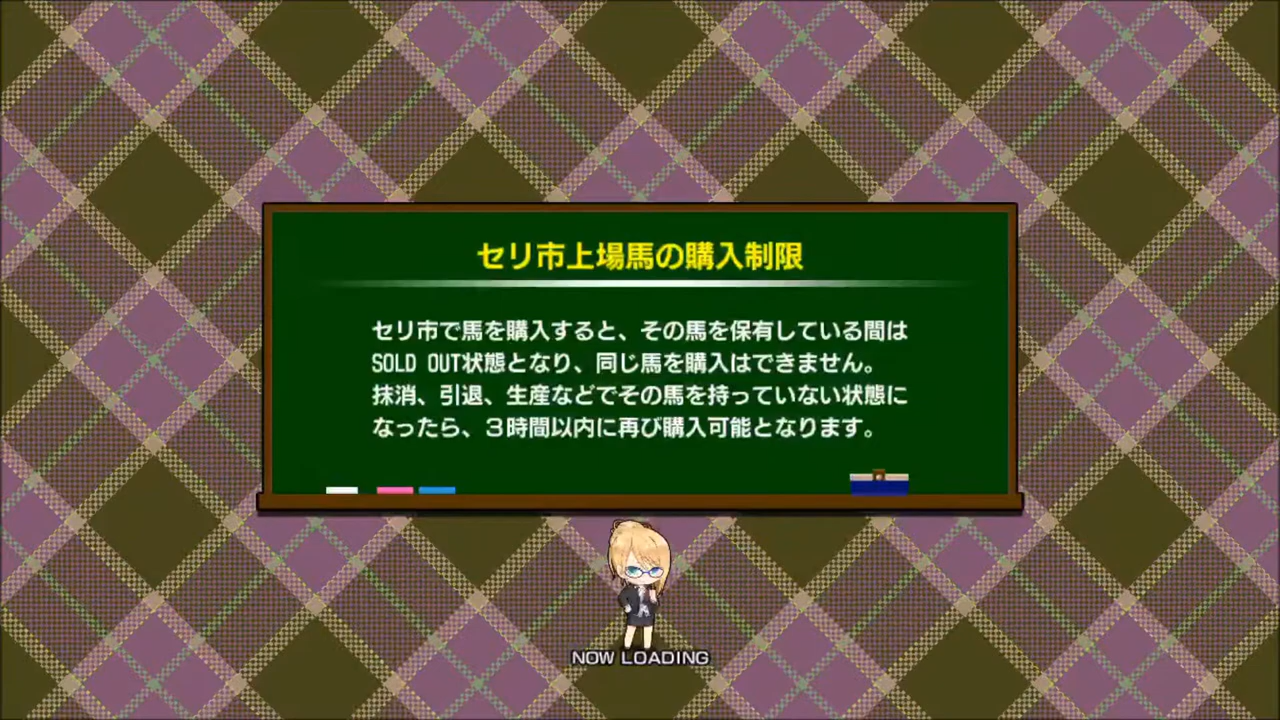 セリ市上場馬の購入制限
セリ市で馬を購入すると、その馬を保有している間は
SOLD OUT状態となり、同じ馬を購入はできません。
抹消、引退、生産などでその馬を持っていない状態に
なったら、３時間以内に再び購入可能となります。
NOW LOADING